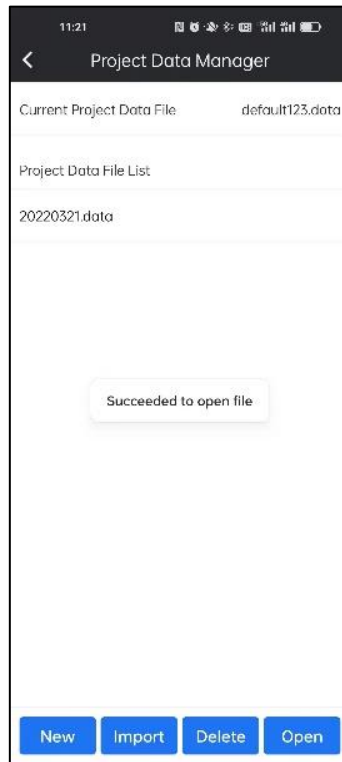 11:21
Project Data Manager
Current Project Data File default123.data
Project Data File List
20220321.data
Succeeded to open file
New Import Delete Open